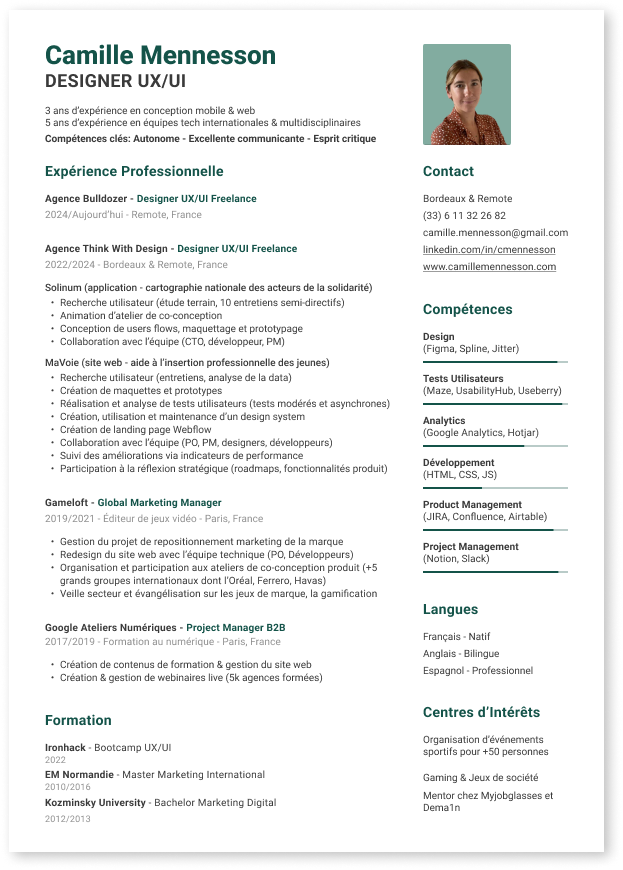 Camille Mennesson
DESIGNER UX/UI
3 ans d’expérience en conception mobile & web
5 ans d’expérience en équipes tech internationales & multidisciplinaires
Compétences clés: Autonome - Excellente communicante - Esprit critique
Expérience Professionnelle
Agence Bulldozer - Designer UX/UI Freelance
2024/Aujourd’hui - Remote, France
Agence Think With Design - Designer UX/UI Freelance
2022/2024 - Bordeaux & Remote, France
Solinum (application - cartographie nationale des acteurs de la solidarité)
• Recherche utilisateur (étude terrain, 10 entretiens semi-directifs)
• Animation d’atelier de co-conception
• Conception de users flows, maquettage et prototypage
• Collaboration avec l’équipe (CTO, développeur, PM)
MaVoie (site web - aide à l’insertion professionnelle des jeunes)
• Recherche utilisateur (entretiens, analyse de la data)
• Création de maquettes et prototypes
• Réalisation et analyse de tests utilisateurs (tests modérés et asynchrones)
• Création, utilisation et maintenance d’un design system
• Création de landing page Webflow
• Collaboration avec l’équipe (PO, PM, designers, développeurs)
• Suivi des améliorations via indicateurs de performance
• Participation à la réflexion stratégique (roadmaps, fonctionnalités produit)
Gameloft - Global Marketing Manager
2019/2021 - Éditeur de jeux vidéo - Paris, France
• Gestion du projet de repositionnement marketing de la marque
• Redesign du site web avec l’équipe technique (PO, Développeurs)
• Organisation et participation aux ateliers de co-conception produit (+5
grands groupes internationaux dont l’Oréal, Ferrero, Havas)
• Veille secteur et évangélisation sur les jeux de marque, la gamification
Google Ateliers Numériques - Project Manager B2B
2017/2019 - Formation au numérique - Paris, France
• Création de contenus de formation & gestion du site web
• Création & gestion de webinaires live (5k agences formées)
Formation
Ironhack - Bootcamp UX/UI
2022
EM Normandie - Master Marketing International
2010/2016
Kozminsky University - Bachelor Marketing Digital
2012/2013
Contact
Bordeaux & Remote
(33) 6 11 32 26 82
camille.mennesson@gmail.com
linkedin.com/in/cmennesson
www.camillemennesson.com
Compétences
Design
(Figma, Spline, Jitter)
Tests Utilisateurs
(Maze, UsabilityHub, Useberry)
Analytics
(Google Analytics, Hotjar)
Développement
(HTML, CSS, JS)
Product Management
(JIRA, Confluence, Airtable)
Project Management
(Notion, Slack)
Langues
Français - Natif
Anglais - Bilingue
Espagnol - Professionnel
Centres d’Intérêts
Organisation d’événements
sportifs pour +50 personnes
Gaming & Jeux de société
Mentor chez Myjobglasses et
Dema1n